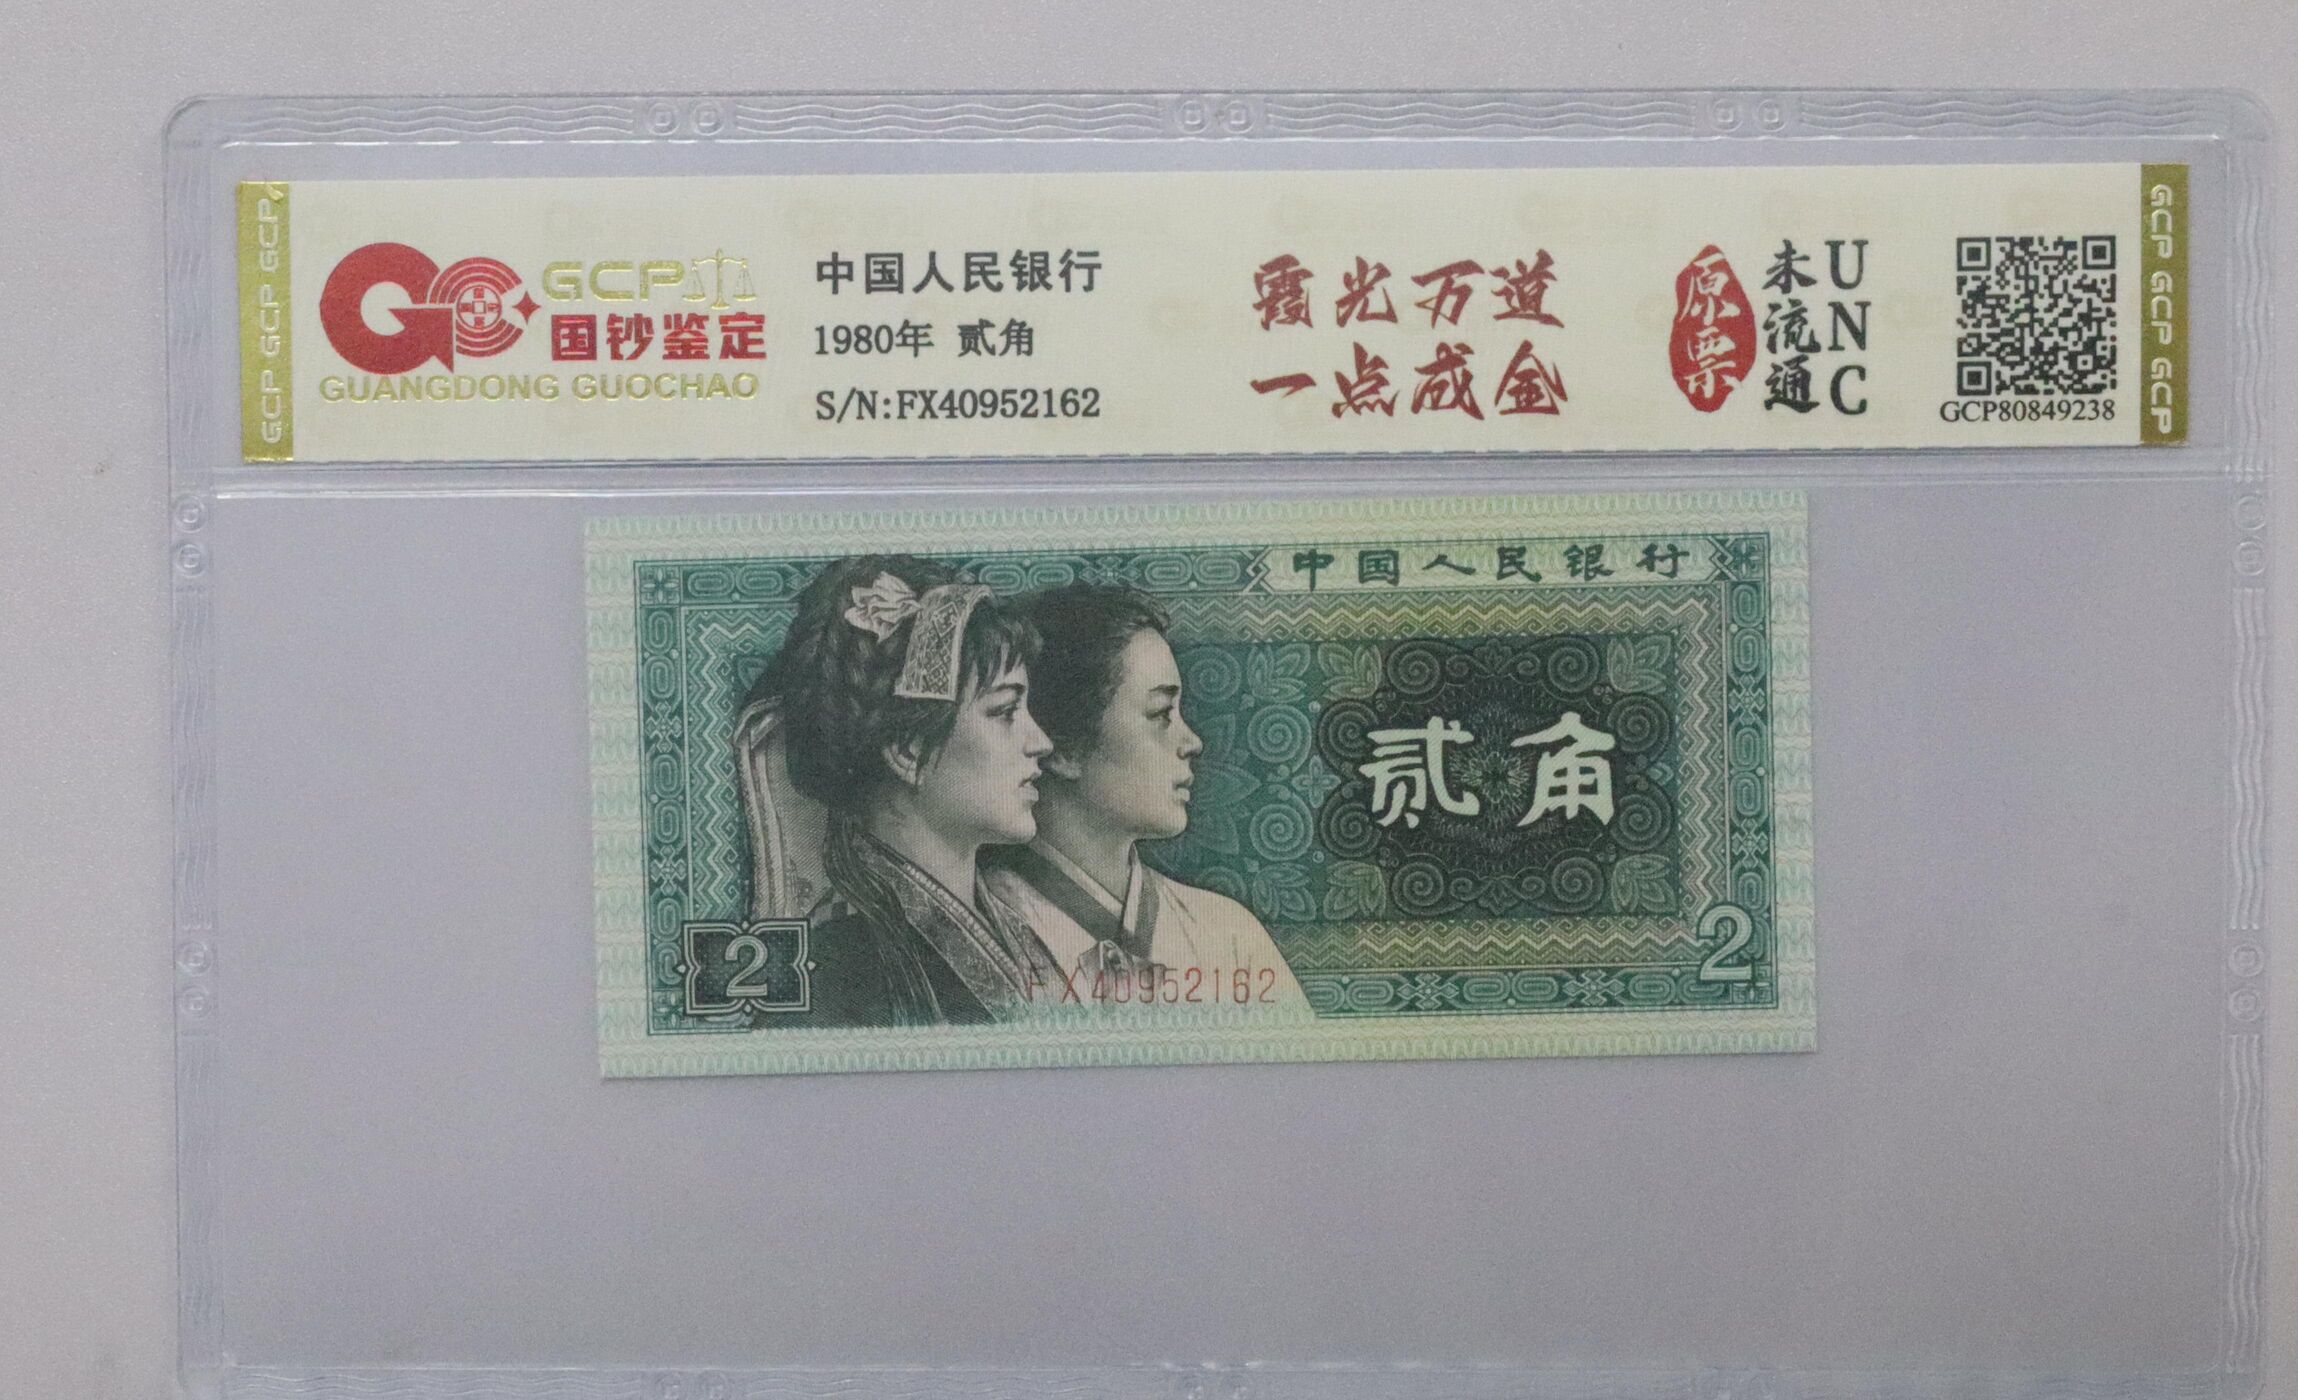 GCP GCP GCP
GCP
国钞鉴定
GUANGDONG GUOCHAO
中国人民银行
1980年 贰角
S/N:FX40952162
霞光万道
一点成金
原票
未流通
UNC
GCP80849238
GCP GCP GCP
中国人民银行
贰角
2
2
FX40952162